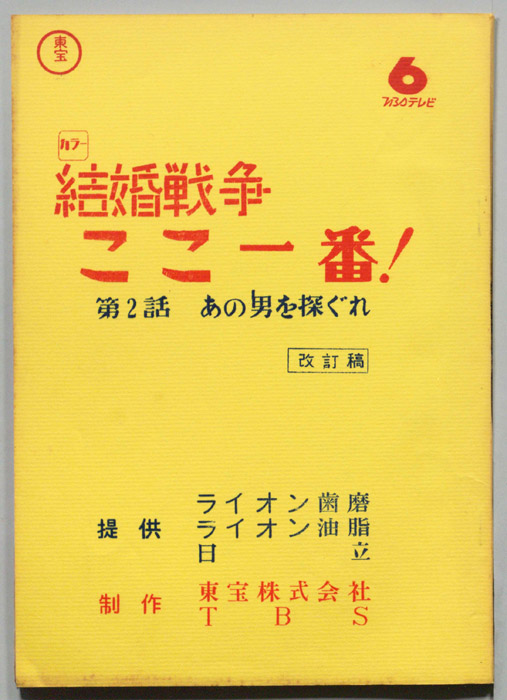 東宝
6
TBSテレビ
カラー
結婚戦争
ここ一番!
第2話 あの男を探ぐれ
改訂稿
ライオン歯磨
提供 ライオン油脂
日立
制作 東宝株式会社
TBS